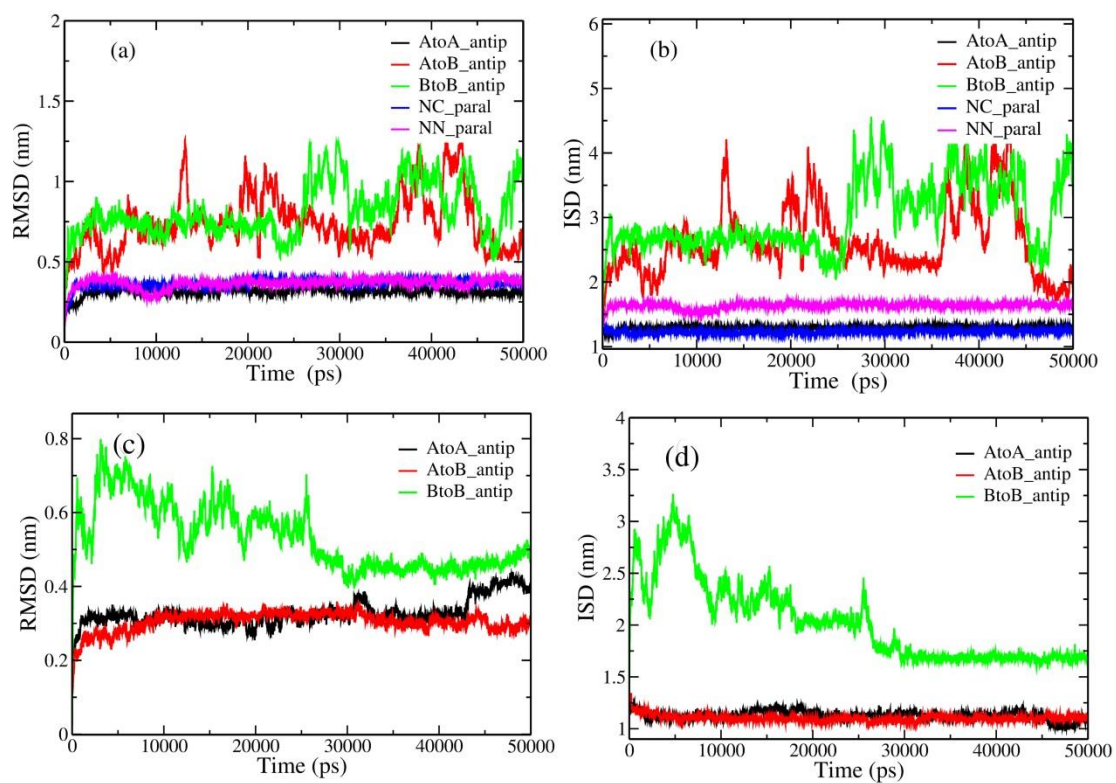 (a)
AtoA_antip
AtoB_antip
BtoB_antip
NC_paral
NN_paral
RMSD (nm)
2
1.5
1
0.5
0
0 10000 20000 30000 40000 50000
Time (ps)
(b)
AtoA_antip
AtoB_antip
BtoB_antip
NC_paral
NN_paral
ISD (nm)
6
5
4
3
2
1
0 10000 20000 30000 40000 50000
Time (ps)
(c)
AtoA_antip
AtoB_antip
BtoB_antip
RMSD (nm)
0.8
0.6
0.4
0.2
0
0 10000 20000 30000 40000 50000
Time (ps)
(d)
AtoA_antip
AtoB_antip
BtoB_antip
ISD (nm)
4
3.5
3
2.5
2
1.5
1
0 10000 20000 30000 40000 50000
Time (ps)